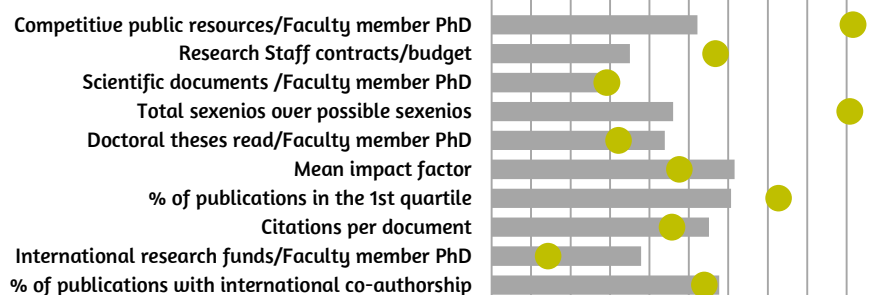 Competitive public resources/Faculty member PhD
Research Staff contracts/budget
Scientific documents /Faculty member PhD
Total sexenios over possible sexenios
Doctoral theses read/Faculty member PhD
Mean impact factor
% of publications in the 1st quartile
Citations per document
International research funds/Faculty member PhD
% of publications with international co-authorship